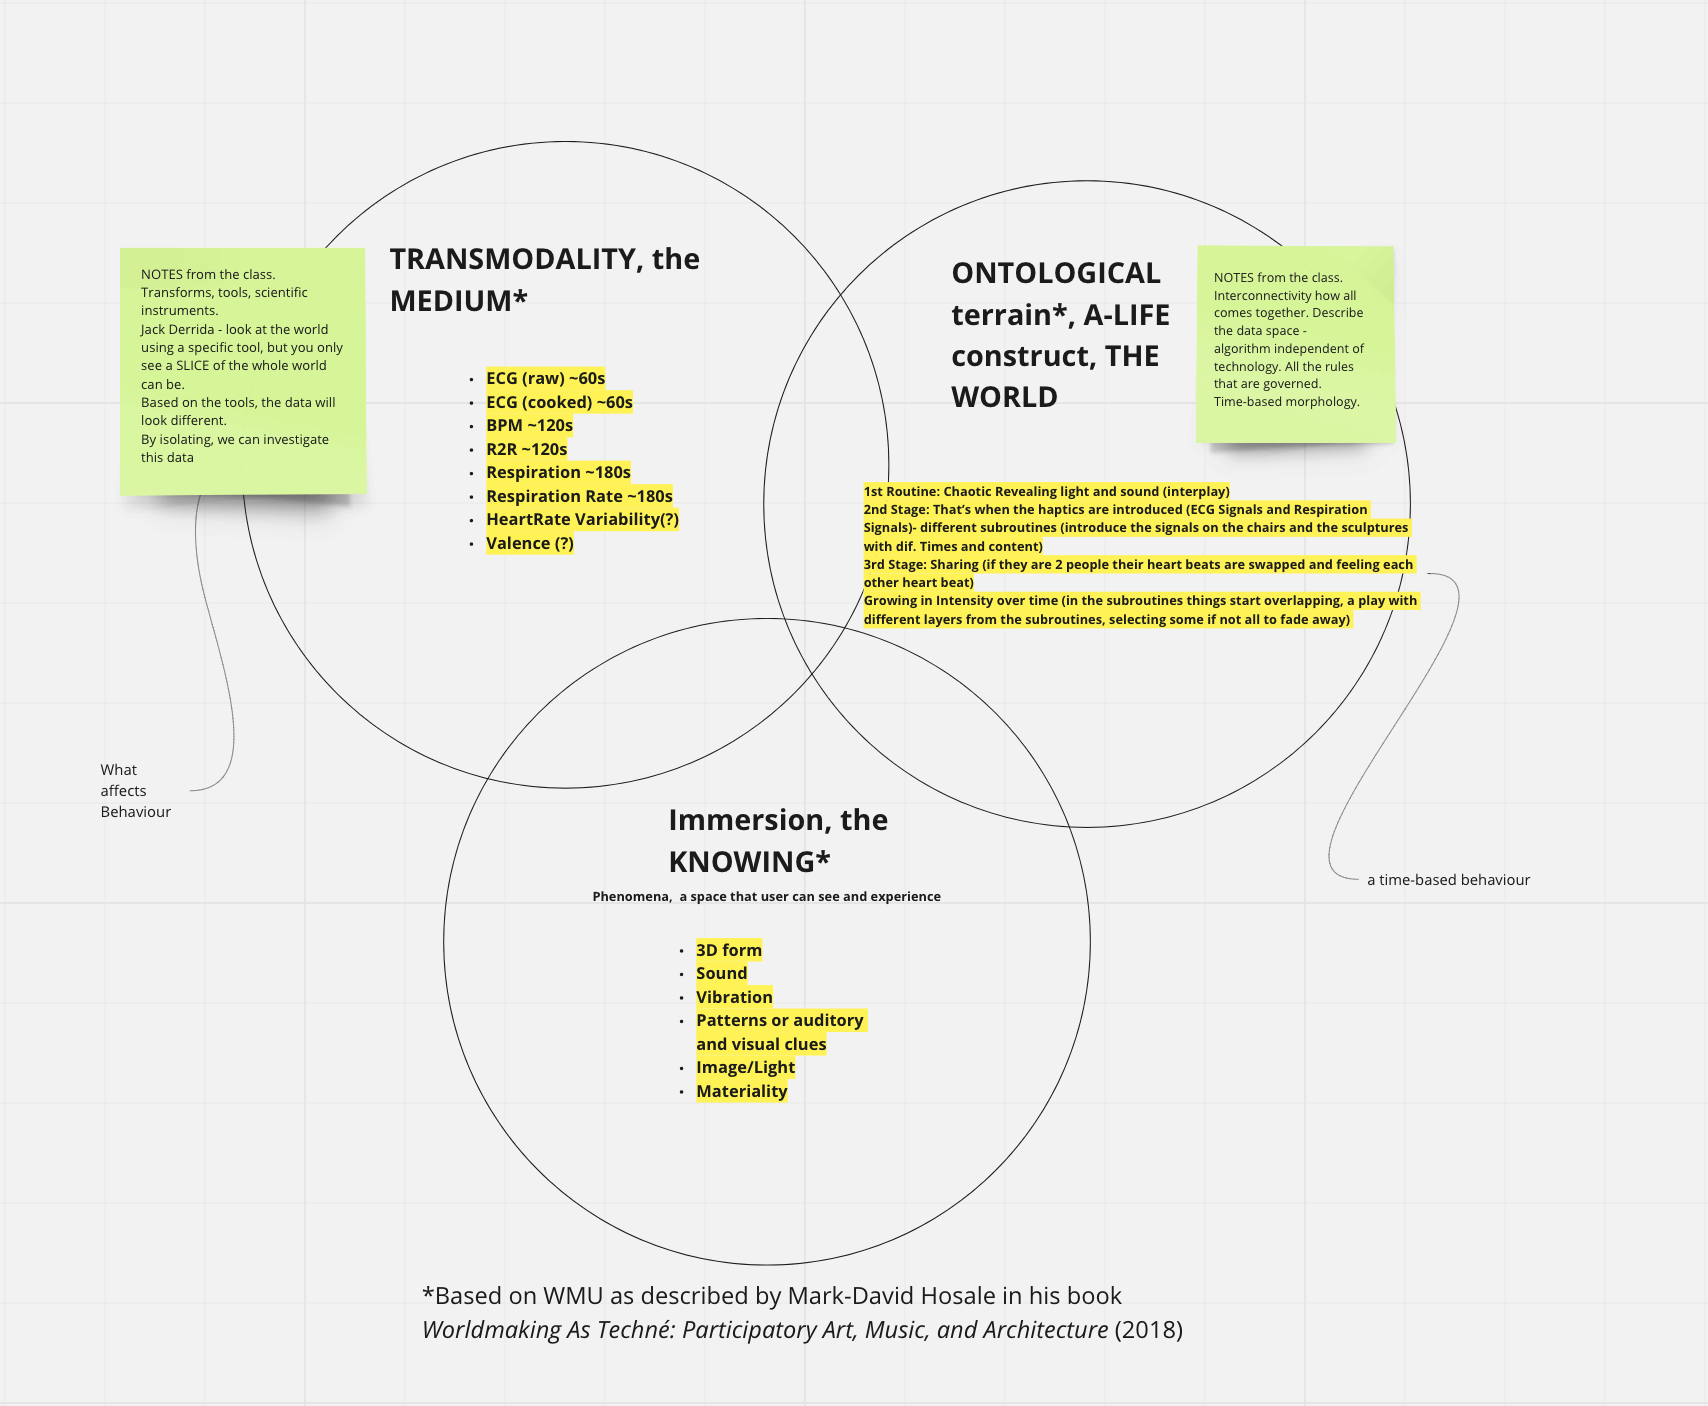 NOTES from the class.
Transforms, tools, scientific
instruments.
Jack Derrida - look at the world
using a specific tool, but you only
see a SLICE of the whole world
can be.
Based on the tools, the data will
look different.
By isolating, we can investigate
this data
TRANSMODALITY, the
MEDIUM*
• ECG (raw) ~60s
• ECG (cooked) ~60s
• BPM ~120s
• R2R ~120s
• Respiration ~180s
• Respiration Rate ~180s
• HeartRate Variability(?)
• Valence (?)
ONTOLOGICAL
terrain*, A-LIFE
construct, THE
WORLD
NOTES from the class.
Interconnectivity how all
comes together. Describe
the data space -
algorithm independent of
technology. All the rules
that are governed.
Time-based morphology.
1st Routine: Chaotic Revealing light and sound (interplay)
2nd Stage: That's when the haptics are introduced (ECG Signals and Respiration
Signals)- different subroutines (introduce the signals on the chairs and the sculptures
with dif. Times and content)
3rd Stage: Sharing (if they are 2 people their heart beats are swapped and feeling each
other heart beat)
Growing in Intensity over time (in the subroutines things start overlapping, a play with
different layers from the subroutines, selecting some if not all to fade away)
What
affects
Behaviour
a time-based behaviour
Immersion, the
KNOWING*
Phenomena, a space that user can see and experience
• 3D form
• Sound
• Vibration
• Patterns or auditory
and visual clues
• Image/Light
• Materiality
*Based on WMU as described by Mark-David Hosale in his book
Worldmaking As Techné: Participatory Art, Music, and Architecture (2018)